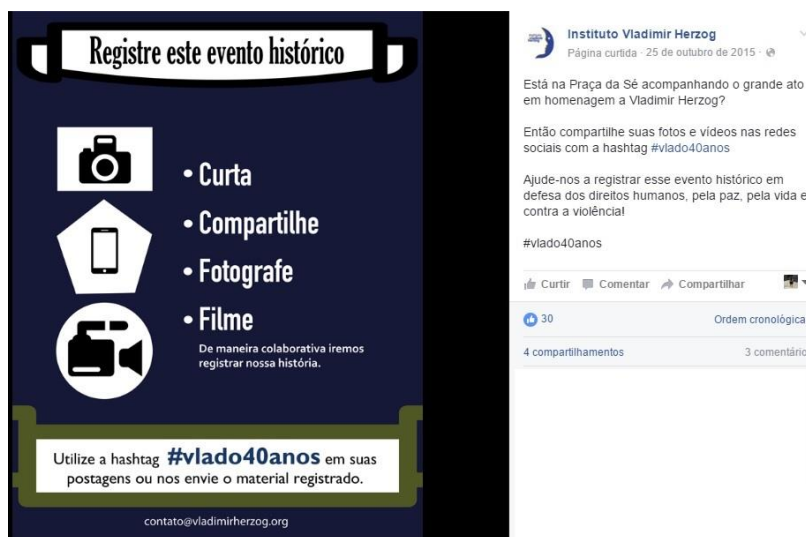 Registre este evento histórico
• Curta
• Compartilhe
• Fotografe
• Filme
De maneira colaborativa iremos
registrar nossa história.
Utilize a hashtag #vlado40anos em suas
postagens ou nos envie o material registrado.
contato@vladimirherzog.org
Instituto Vladimir Herzog
Página curtida · 25 de outubro de 2015 ·
Está na Praça da Sé acompanhando o grande ato
em homenagem a Vladimir Herzog?
Então compartilhe suas fotos e vídeos nas redes
sociais com a hashtag #vlado40anos
Ajude-nos a registrar esse evento histórico em
defesa dos direitos humanos, pela paz, pela vida e
contra a violência!
#vlado40anos
Curtir Comentar Compartilhar
30 Ordem cronológica
4 compartilhamentos 3 comentário